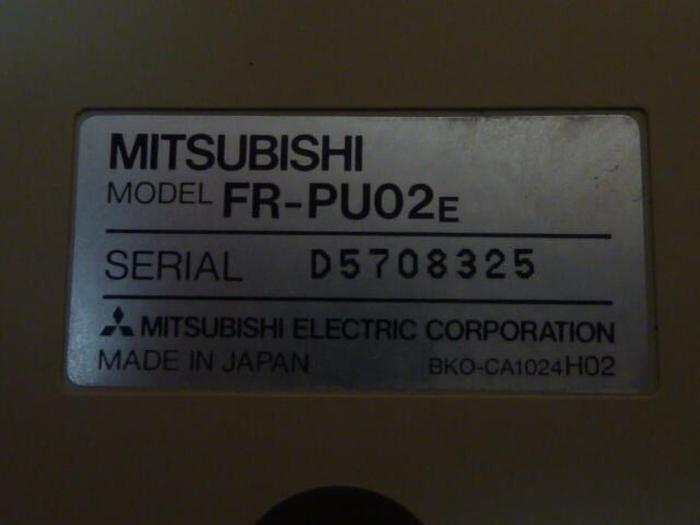 MITSUBISHI
MODEL FR-PU02E
SERIAL D5708325
MITSUBISHI ELECTRIC CORPORATION
MADE IN JAPAN BKO-CA1024H02